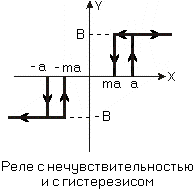 Y
B
-a -ma
ma a X
-B
Реле с нечувствительностью
и с гистерезисом